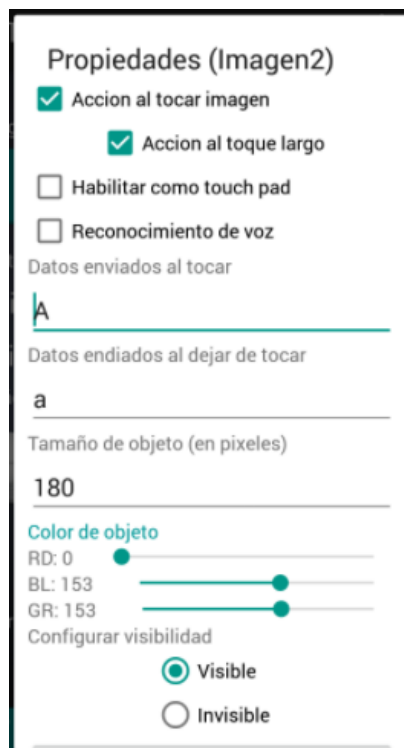 Propiedades (Imagen2)
Accion al tocar imagen
Accion al toque largo
Habilitar como touch pad
Reconocimiento de voz
Datos enviados al tocar
A
Datos endiados al dejar de tocar
a
Tamaño de objeto (en pixeles)
180
Color de objeto
RD: 0
BL: 153
GR: 153
Configurar visibilidad
Visible
Invisible